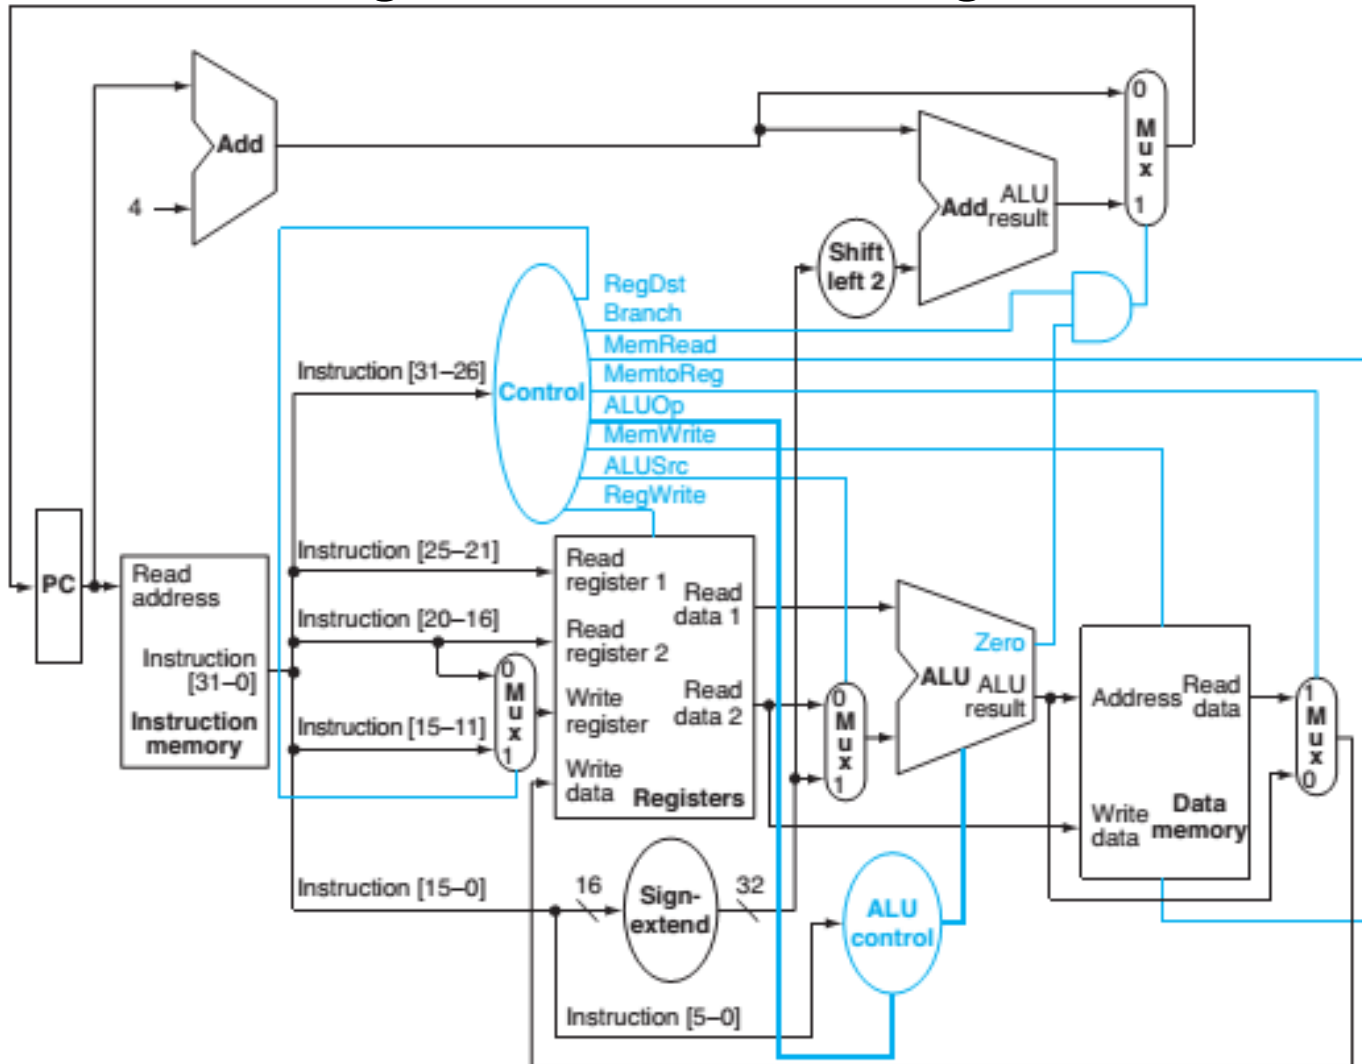 0
M
u
x
1
Add
4
Add
ALU
result
Shift
left 2
RegDst
Branch
MemRead
MemtoReg
ALUOp
MemWrite
ALUSrc
RegWrite
Instruction [31–26]
Control
PC
Read
address
Instruction
[31–0]
Instruction
memory
Instruction [25–21]
Instruction [20–16]
Instruction [15–11]
0
M
u
x
1
Read
register 1
Read
register 2
Write
register
Write
data
Read
data 1
Read
data 2
Registers
0
M
u
x
1
Zero
ALU
ALU
result
Address
Read
data
Write
data
Data
memory
1
M
u
x
0
Instruction [15–0]
16
Sign-
extend
32
ALU
control
Instruction [5–0]